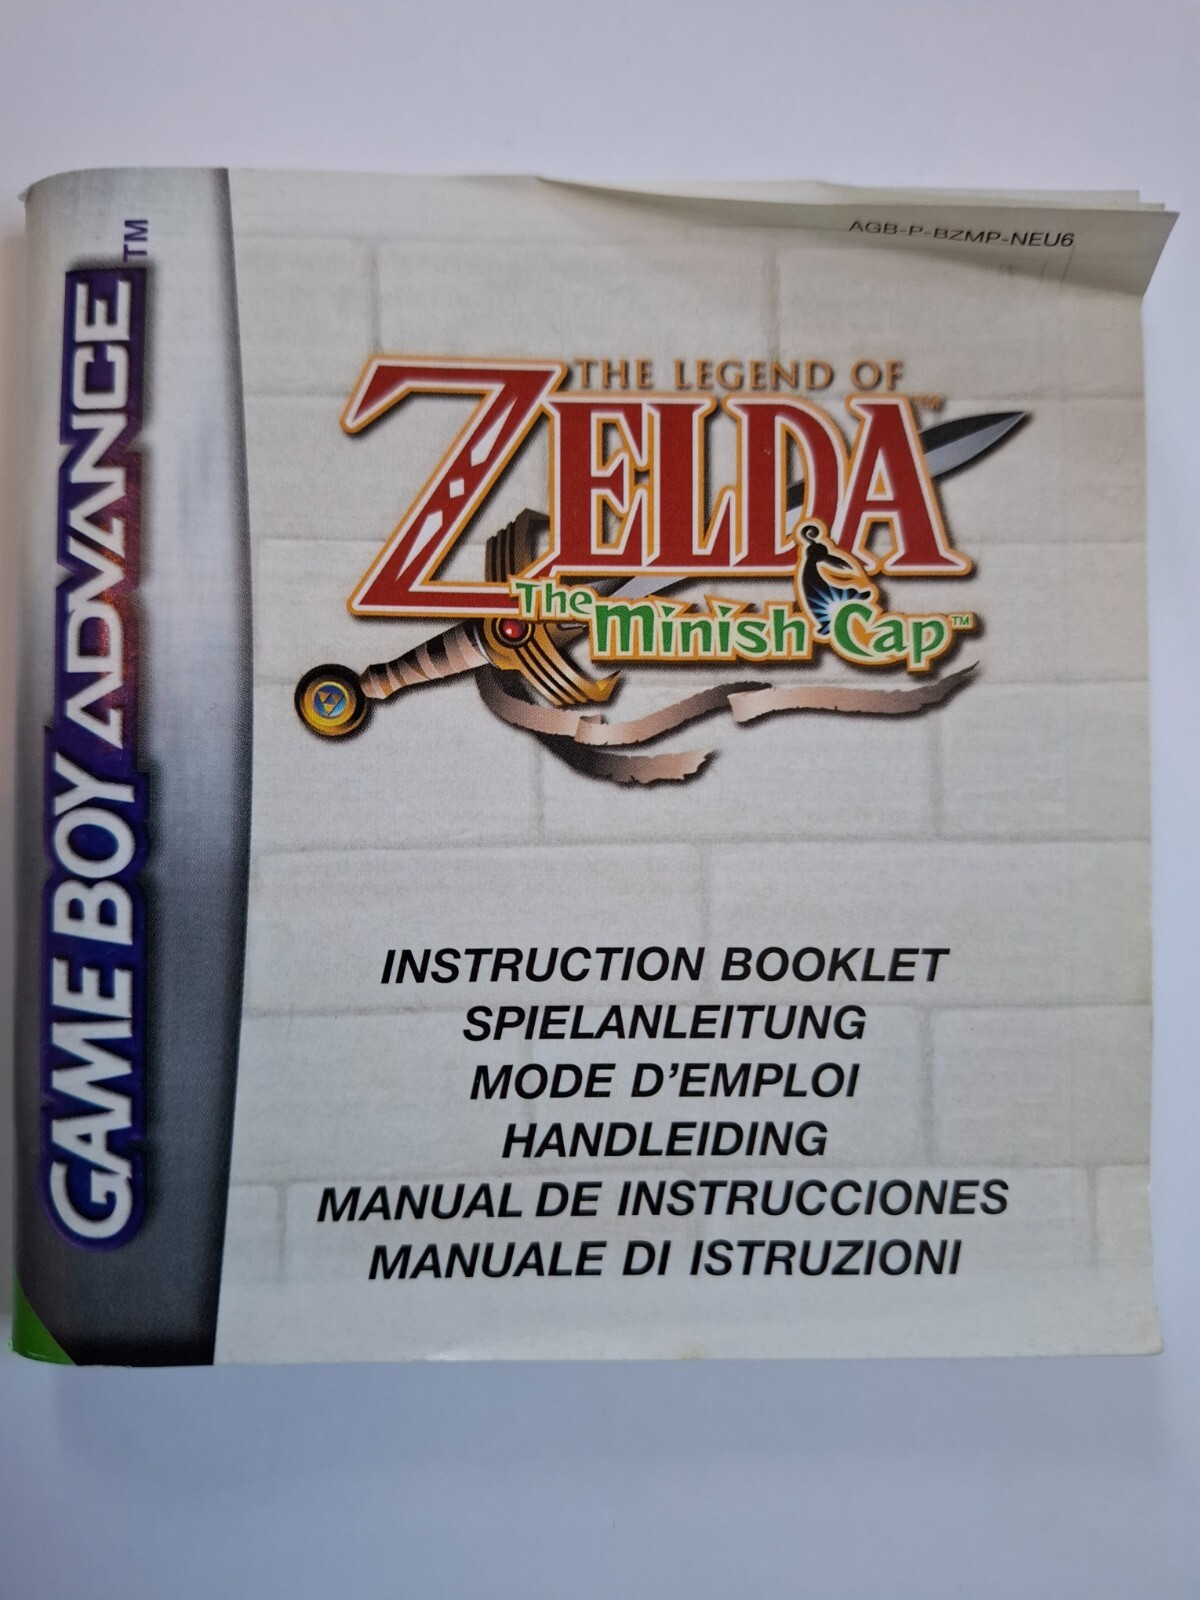 GAME BOY ADVANCE™
AGB-P-BZMP-NEU6
THE LEGEND OF
ZELDA™
The Minish Cap™
INSTRUCTION BOOKLET
SPIELANLEITUNG
MODE D'EMPLOI
HANDLEIDING
MANUAL DE INSTRUCCIONES
MANUALE DI ISTRUZIONI